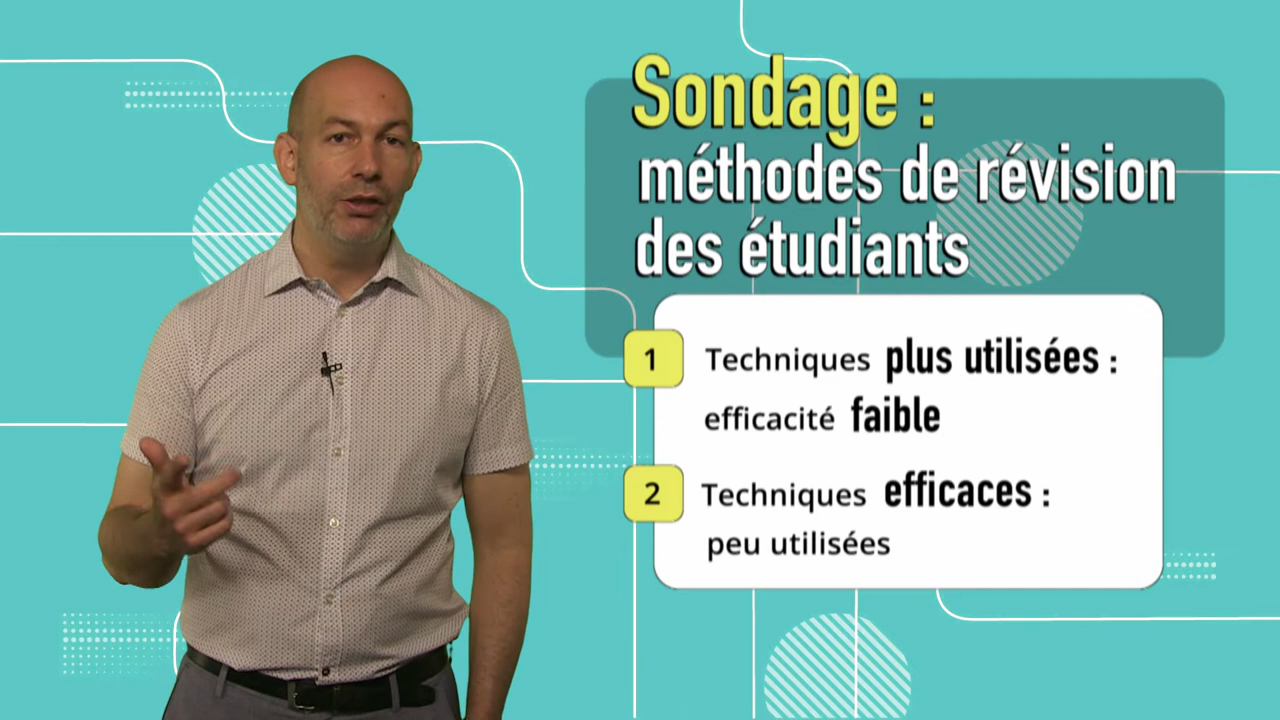 Sondage :
méthodes de révision
des étudiants
1 Techniques plus utilisées :
efficacité faible
2 Techniques efficaces :
peu utilisées